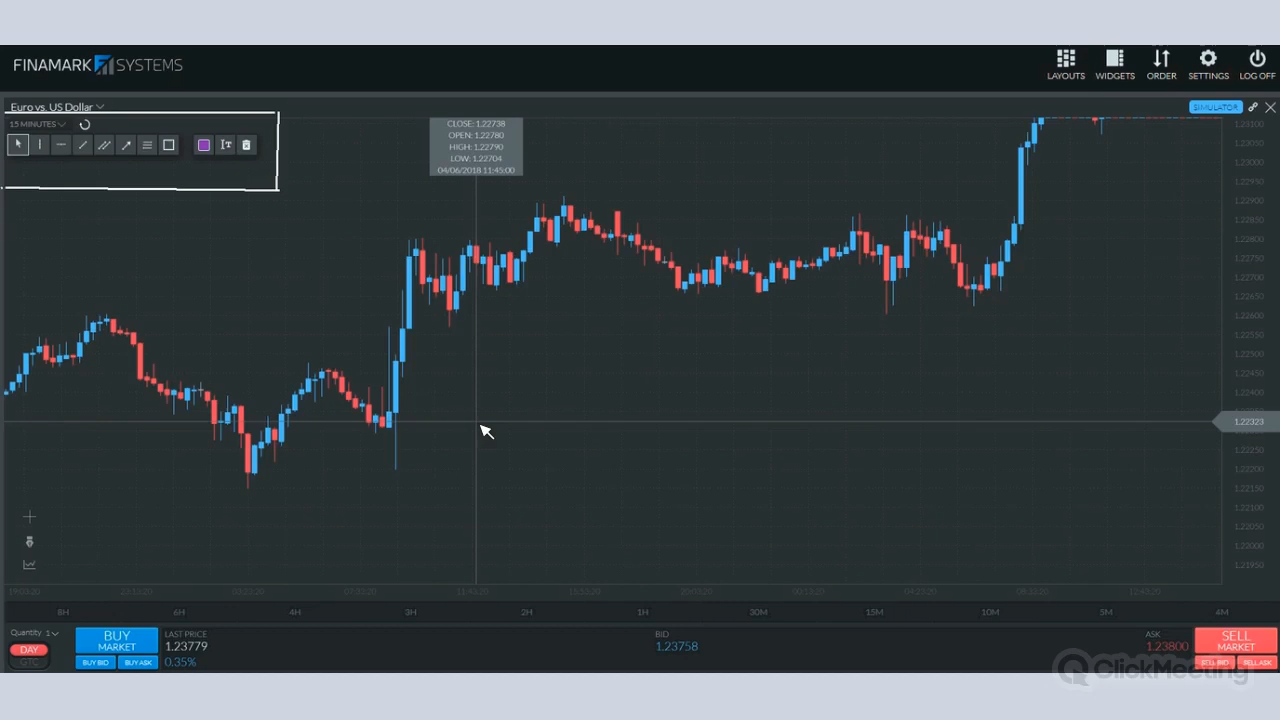 FINAMARK SYSTEMS
LAYOUTS WIDGETS ORDER SETTINGS LOG OFF
Euro vs. US Dollar
SIMULATOR
15 MINUTES
CLOSE: 1.22738
OPEN: 1.22780
HIGH: 1.22790
LOW: 1.22704
04/06/2018 11:45:00
1.23100
1.23050
1.23000
1.22950
1.22900
1.22850
1.22800
1.22750
1.22700
1.22650
1.22600
1.22550
1.22500
1.22450
1.22400
1.22323
1.22250
1.22200
1.22150
1.22100
1.22050
1.22000
1.21950
8H 6H 4H 3H 2H 1H 30M 15M 10M 5M 4M
Quantity 1
DAY
GTC
BUY
MARKET
BUY BID BUY ASK
LAST PRICE
1.23779
0.35%
BID
1.23758
ASK
1.23800
SELL
MARKET
SELL BID SELL ASK
ClickMeeting